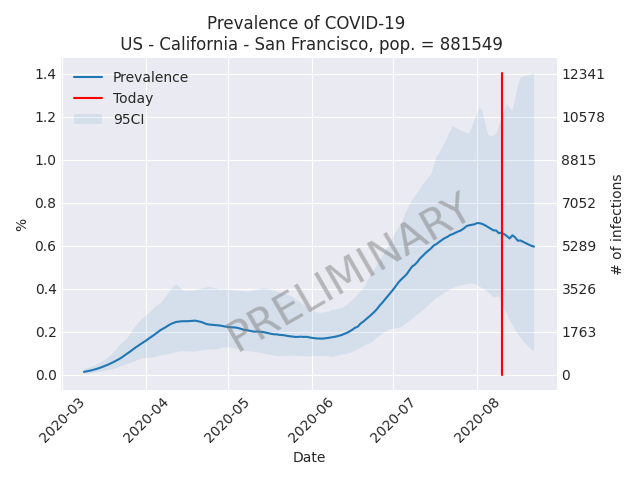 Prevalence of COVID-19
US - California - San Francisco, pop. = 881549
Prevalence
Today
95CI
1.4
1.2
1.0
0.8
0.6
0.4
0.2
0.0
%
12341
10578
8815
7052
5289
3526
1763
0
# of infections
PRELIMINARY
2020-03
2020-04
2020-05
2020-06
2020-07
2020-08
Date